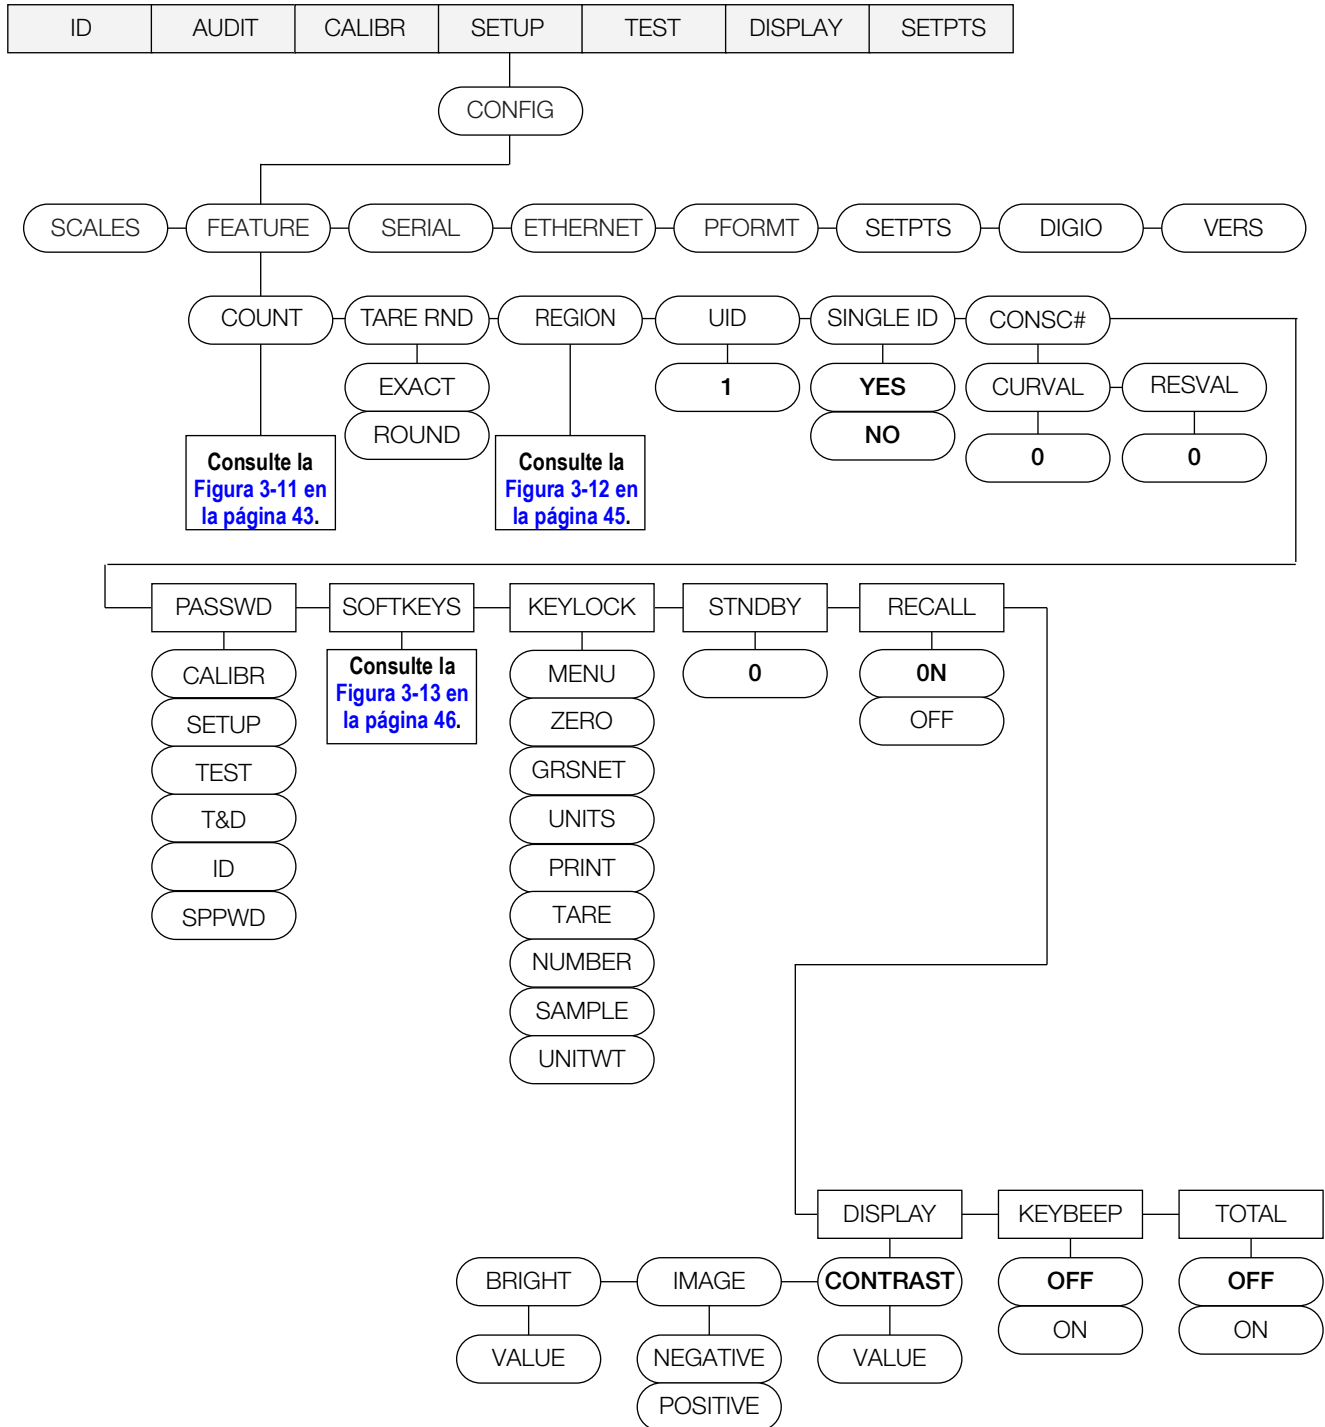 ID AUDIT CALIBR SETUP TEST DISPLAY SETPTS
CONFIG
SCALES FEATURE SERIAL ETHERNET PFORMT SETPTS DIGIO VERS
COUNT TARE RND REGION UID SINGLE ID CONSC#
EXACT 1 YES CURVAL RESVAL
ROUND NO 0 0
Consulte la
Figura 3-11 en
la página 43.
Consulte la
Figura 3-12 en
la página 45.
PASSWD SOFTKEYS KEYLOCK STNDBY RECALL
CALIBR
SETUP
TEST
T&D
ID
SPPWD
Consulte la
Figura 3-13 en
la página 46.
MENU
ZERO
GRSNET
UNITS
PRINT
TARE
NUMBER
SAMPLE
UNITWT
0
0N
OFF
DISPLAY KEYBEEP TOTAL
BRIGHT IMAGE CONTRAST OFF OFF
VALUE NEGATIVE VALUE ON ON
POSITIVE